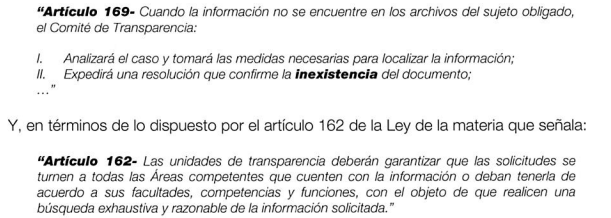 “Artículo 169- Cuando la información no se encuentre en los archivos del sujeto obligado,
el Comité de Transparencia:
I. Analizará el caso y tomará las medidas necesarias para localizar la información;
II. Expedirá una resolución que confirme la inexistencia del documento;
…”
Y, en términos de lo dispuesto por el artículo 162 de la Ley de la materia que señala:
“Artículo 162- Las unidades de transparencia deberán garantizar que las solicitudes se
turnen a todas las Áreas competentes que cuenten con la información o deban tenerla de
acuerdo a sus facultades, competencias y funciones, con el objeto de que realicen una
búsqueda exhaustiva y razonable de la información solicitada.”